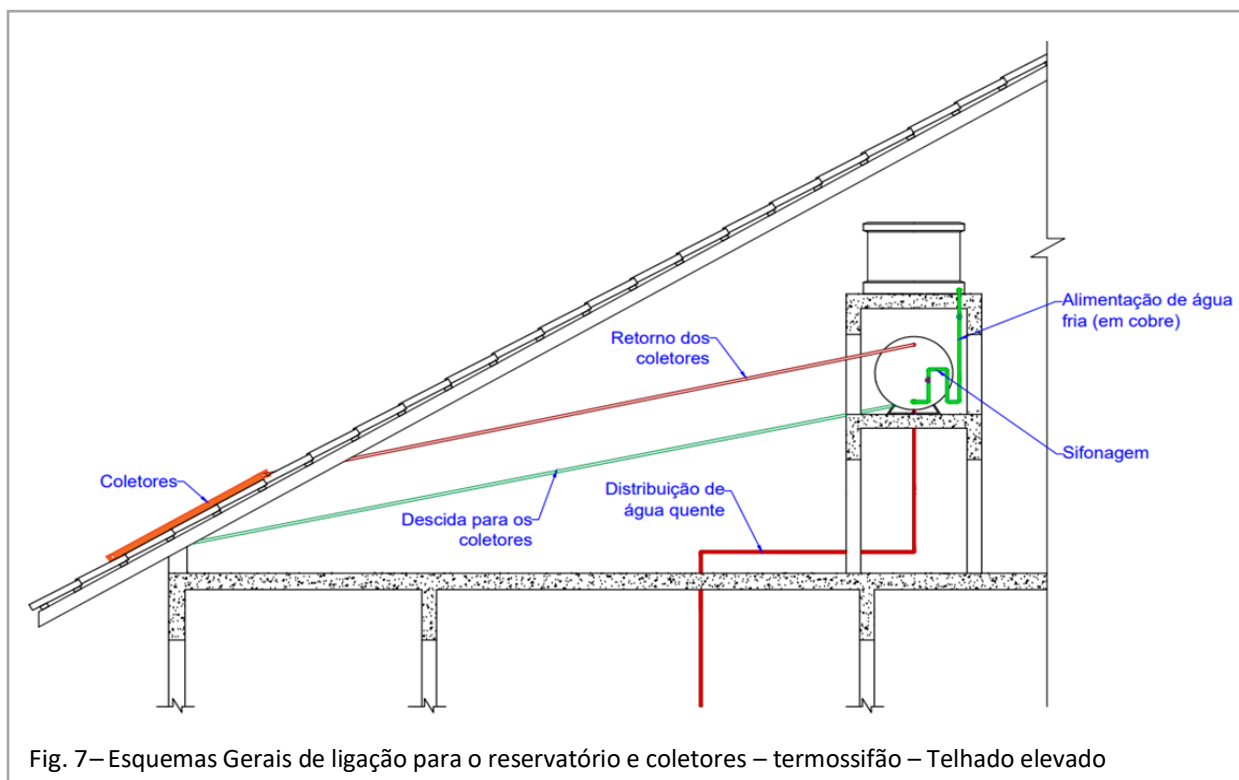 Alimentação de água
fria (em cobre)
Retorno dos
coletores
Sifonagem
Coletores
Distribuição de
água quente
Descida para os
coletores
Fig. 7– Esquemas Gerais de ligação para o reservatório e coletores – termossifão – Telhado elevado